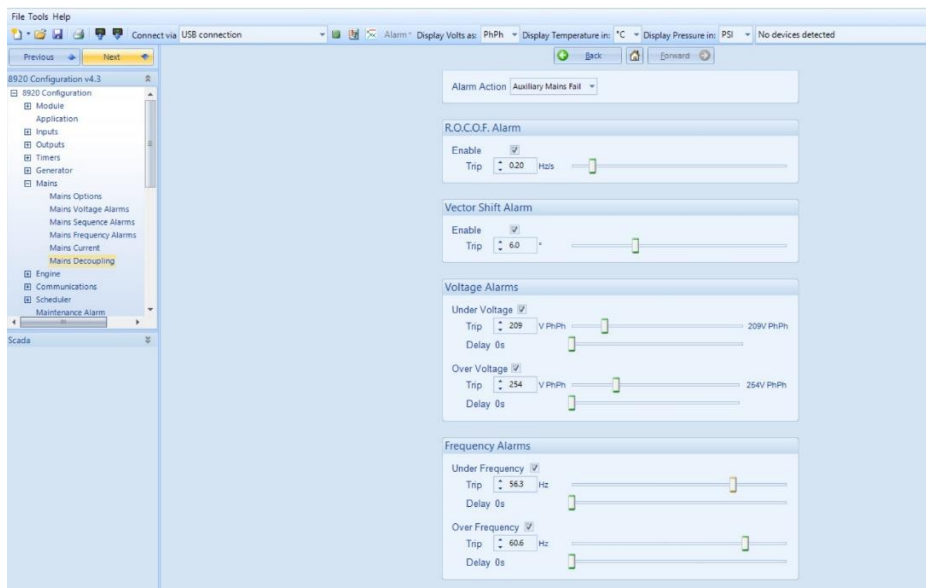 File Tools Help
Connect via USB connection Alarm Display Volts as: PhPh Display Temperature in: °C Display Pressure in: PSI No devices detected
Previous Next
Back Forward
8920 Configuration v4.3
8920 Configuration
Module
Application
Inputs
Outputs
Timers
Generator
Mains
Mains Options
Mains Voltage Alarms
Mains Sequence Alarms
Mains Frequency Alarms
Mains Current
Mains Decoupling
Engine
Communications
Scheduler
Maintenance Alarm
Scada
Alarm Action Auxiliary Mains Fail
R.O.C.O.F. Alarm
Enable
Trip 0.20 Hz/s
Vector Shift Alarm
Enable
Trip 6.0 °
Voltage Alarms
Under Voltage
Trip 209 V PhPh 209V PhPh
Delay 0s
Over Voltage
Trip 254 V PhPh 264V PhPh
Delay 0s
Frequency Alarms
Under Frequency
Trip 56.3 Hz
Delay 0s
Over Frequency
Trip 60.6 Hz
Delay 0s